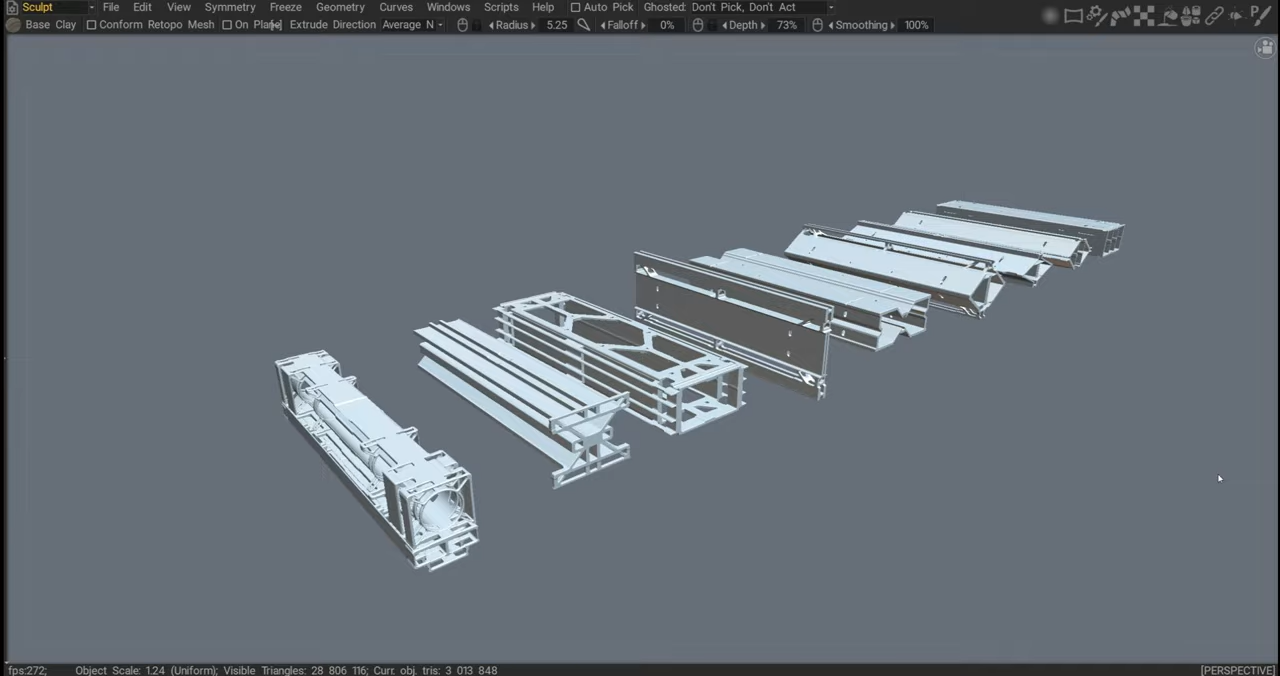 Sculpt File Edit View Symmetry Freeze Geometry Curves Windows Scripts Help Auto Pick Ghosted: Don't Pick, Don't Act
Base Clay Conform Retopo Mesh On Plane Extrude Direction Average N Radius 5.25 Falloff 0% Depth 73% Smoothing 100%
fps:272; Object Scale: 1.24 (Uniform); Visible Triangles: 28 806 116; Curr. obj. tris: 3 013 848 [PERSPECTIVE]